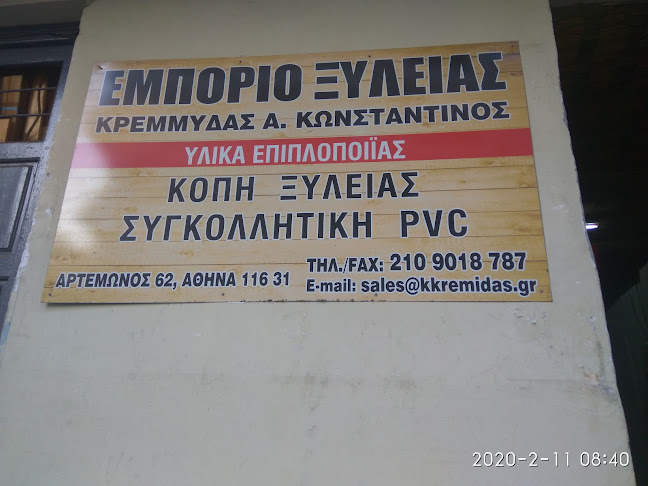 ΕΜΠΟΡΙΟ ΞΥΛΕΙΑΣ
ΚΡΕΜΜΥΔΑΣ Α. ΚΩΝΣΤΑΝΤΙΝΟΣ
ΥΛΙΚΑ ΕΠΙΠΛΟΠΟΙΪΑΣ
ΚΟΠΗ ΞΥΛΕΙΑΣ
ΣΥΓΚΟΛΛΗΤΙΚΗ PVC
ΑΡΤΕΜΩΝΟΣ 62, ΑΘΗΝΑ 116 31
ΤΗΛ./FAX: 210 9018 787
E-mail: sales@kkremidas.gr
2020-2-11 08:40